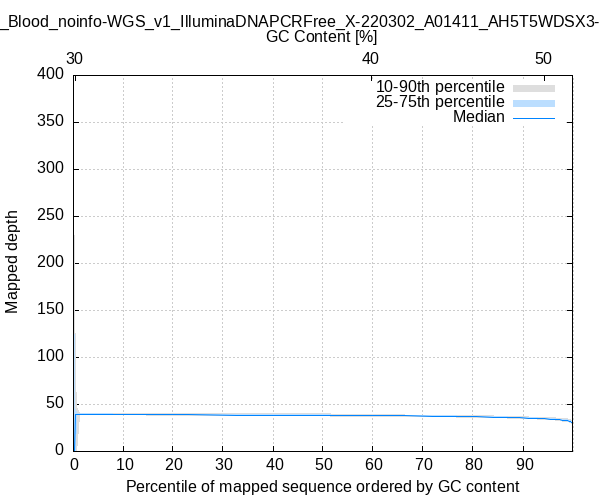 _Blood_noinfo-WGS_v1_IlluminaDNAPCRFree_X-220302_A01411_AH5T5WDSX3-
GC Content [%]
30 40 50
400
350
300
250
200
150
100
50
0
Mapped depth
10-90th percentile
25-75th percentile
Median
0 10 20 30 40 50 60 70 80 90
Percentile of mapped sequence ordered by GC content